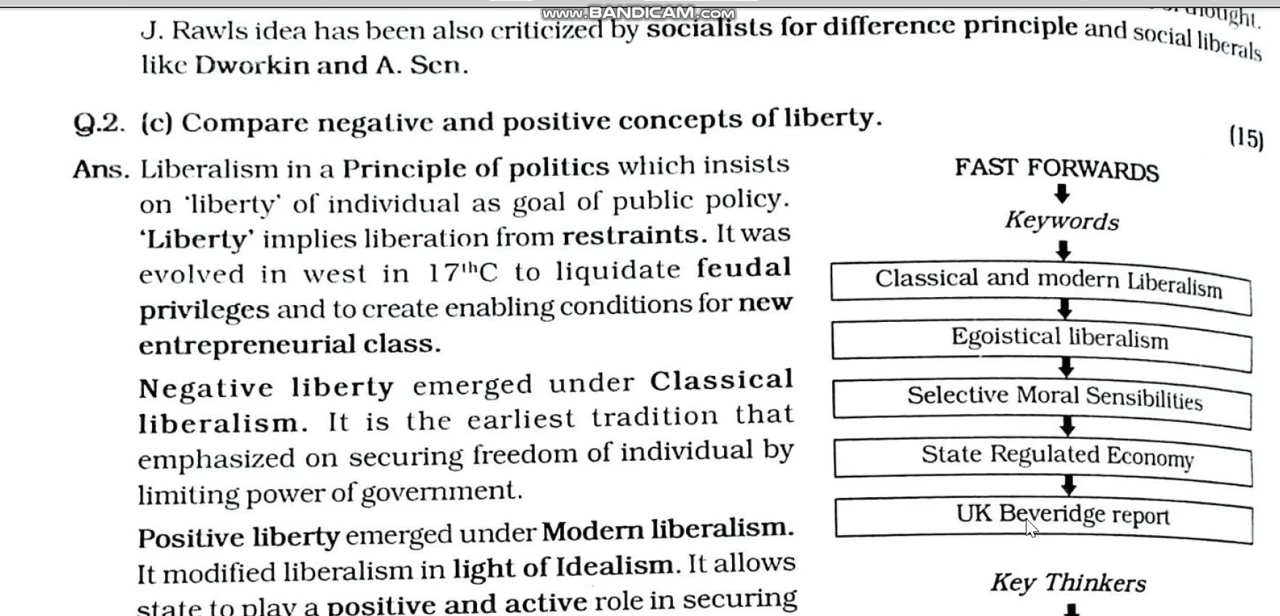 www.BANDICAM.com
thought.
J. Rawls idea has been also criticized by socialists for difference principle and social liberals
like Dworkin and A. Scn.
Q.2. (c) Compare negative and positive concepts of liberty.
(15)
Ans. Liberalism in a Principle of politics which insists
on ‘liberty’ of individual as goal of public policy.
‘Liberty’ implies liberation from restraints. It was
evolved in west in 17thC to liquidate feudal
privileges and to create enabling conditions for new
entrepreneurial class.
Negative liberty emerged under Classical
liberalism. It is the earliest tradition that
emphasized on securing freedom of individual by
limiting power of government.
Positive liberty emerged under Modern liberalism.
It modified liberalism in light of Idealism. It allows
state to play a positive and active role in securing
FAST FORWARDS
Keywords
Classical and modern Liberalism
Egoistical liberalism
Selective Moral Sensibilities
State Regulated Economy
UK Beveridge report
Key Thinkers